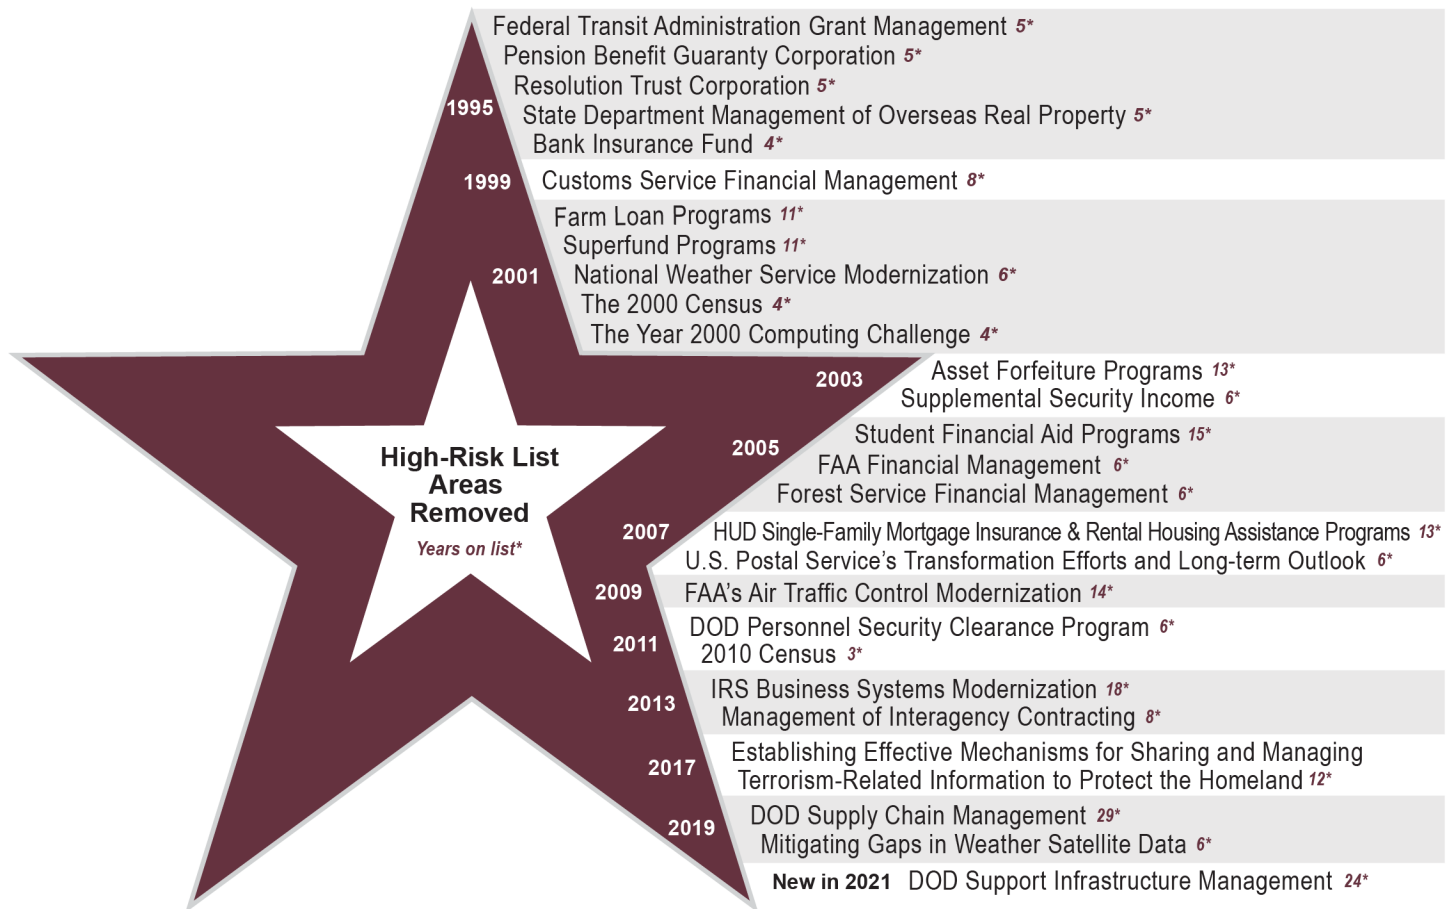 Federal Transit Administration Grant Management 5*
Pension Benefit Guaranty Corporation 5*
Resolution Trust Corporation 5*
1995
State Department Management of Overseas Real Property 5*
Bank Insurance Fund 4*
1999 Customs Service Financial Management 8*
Farm Loan Programs 11*
Superfund Programs 11*
2001 National Weather Service Modernization 6*
The 2000 Census 4*
The Year 2000 Computing Challenge 4*
2003 Asset Forfeiture Programs 13*
Supplemental Security Income 6*
Student Financial Aid Programs 15*
2005
FAA Financial Management 6*
Forest Service Financial Management 6*
2007 HUD Single-Family Mortgage Insurance & Rental Housing Assistance Programs 13*
U.S. Postal Service’s Transformation Efforts and Long-term Outlook 6*
2009 FAA’s Air Traffic Control Modernization 14*
DOD Personnel Security Clearance Program 6*
2011
2010 Census 3*
IRS Business Systems Modernization 18*
2013
Management of Interagency Contracting 8*
Establishing Effective Mechanisms for Sharing and Managing
2017
Terrorism-Related Information to Protect the Homeland 12*
DOD Supply Chain Management 29*
2019
Mitigating Gaps in Weather Satellite Data 6*
New in 2021 DOD Support Infrastructure Management 24*
High-Risk List
Areas
Removed
Years on list*